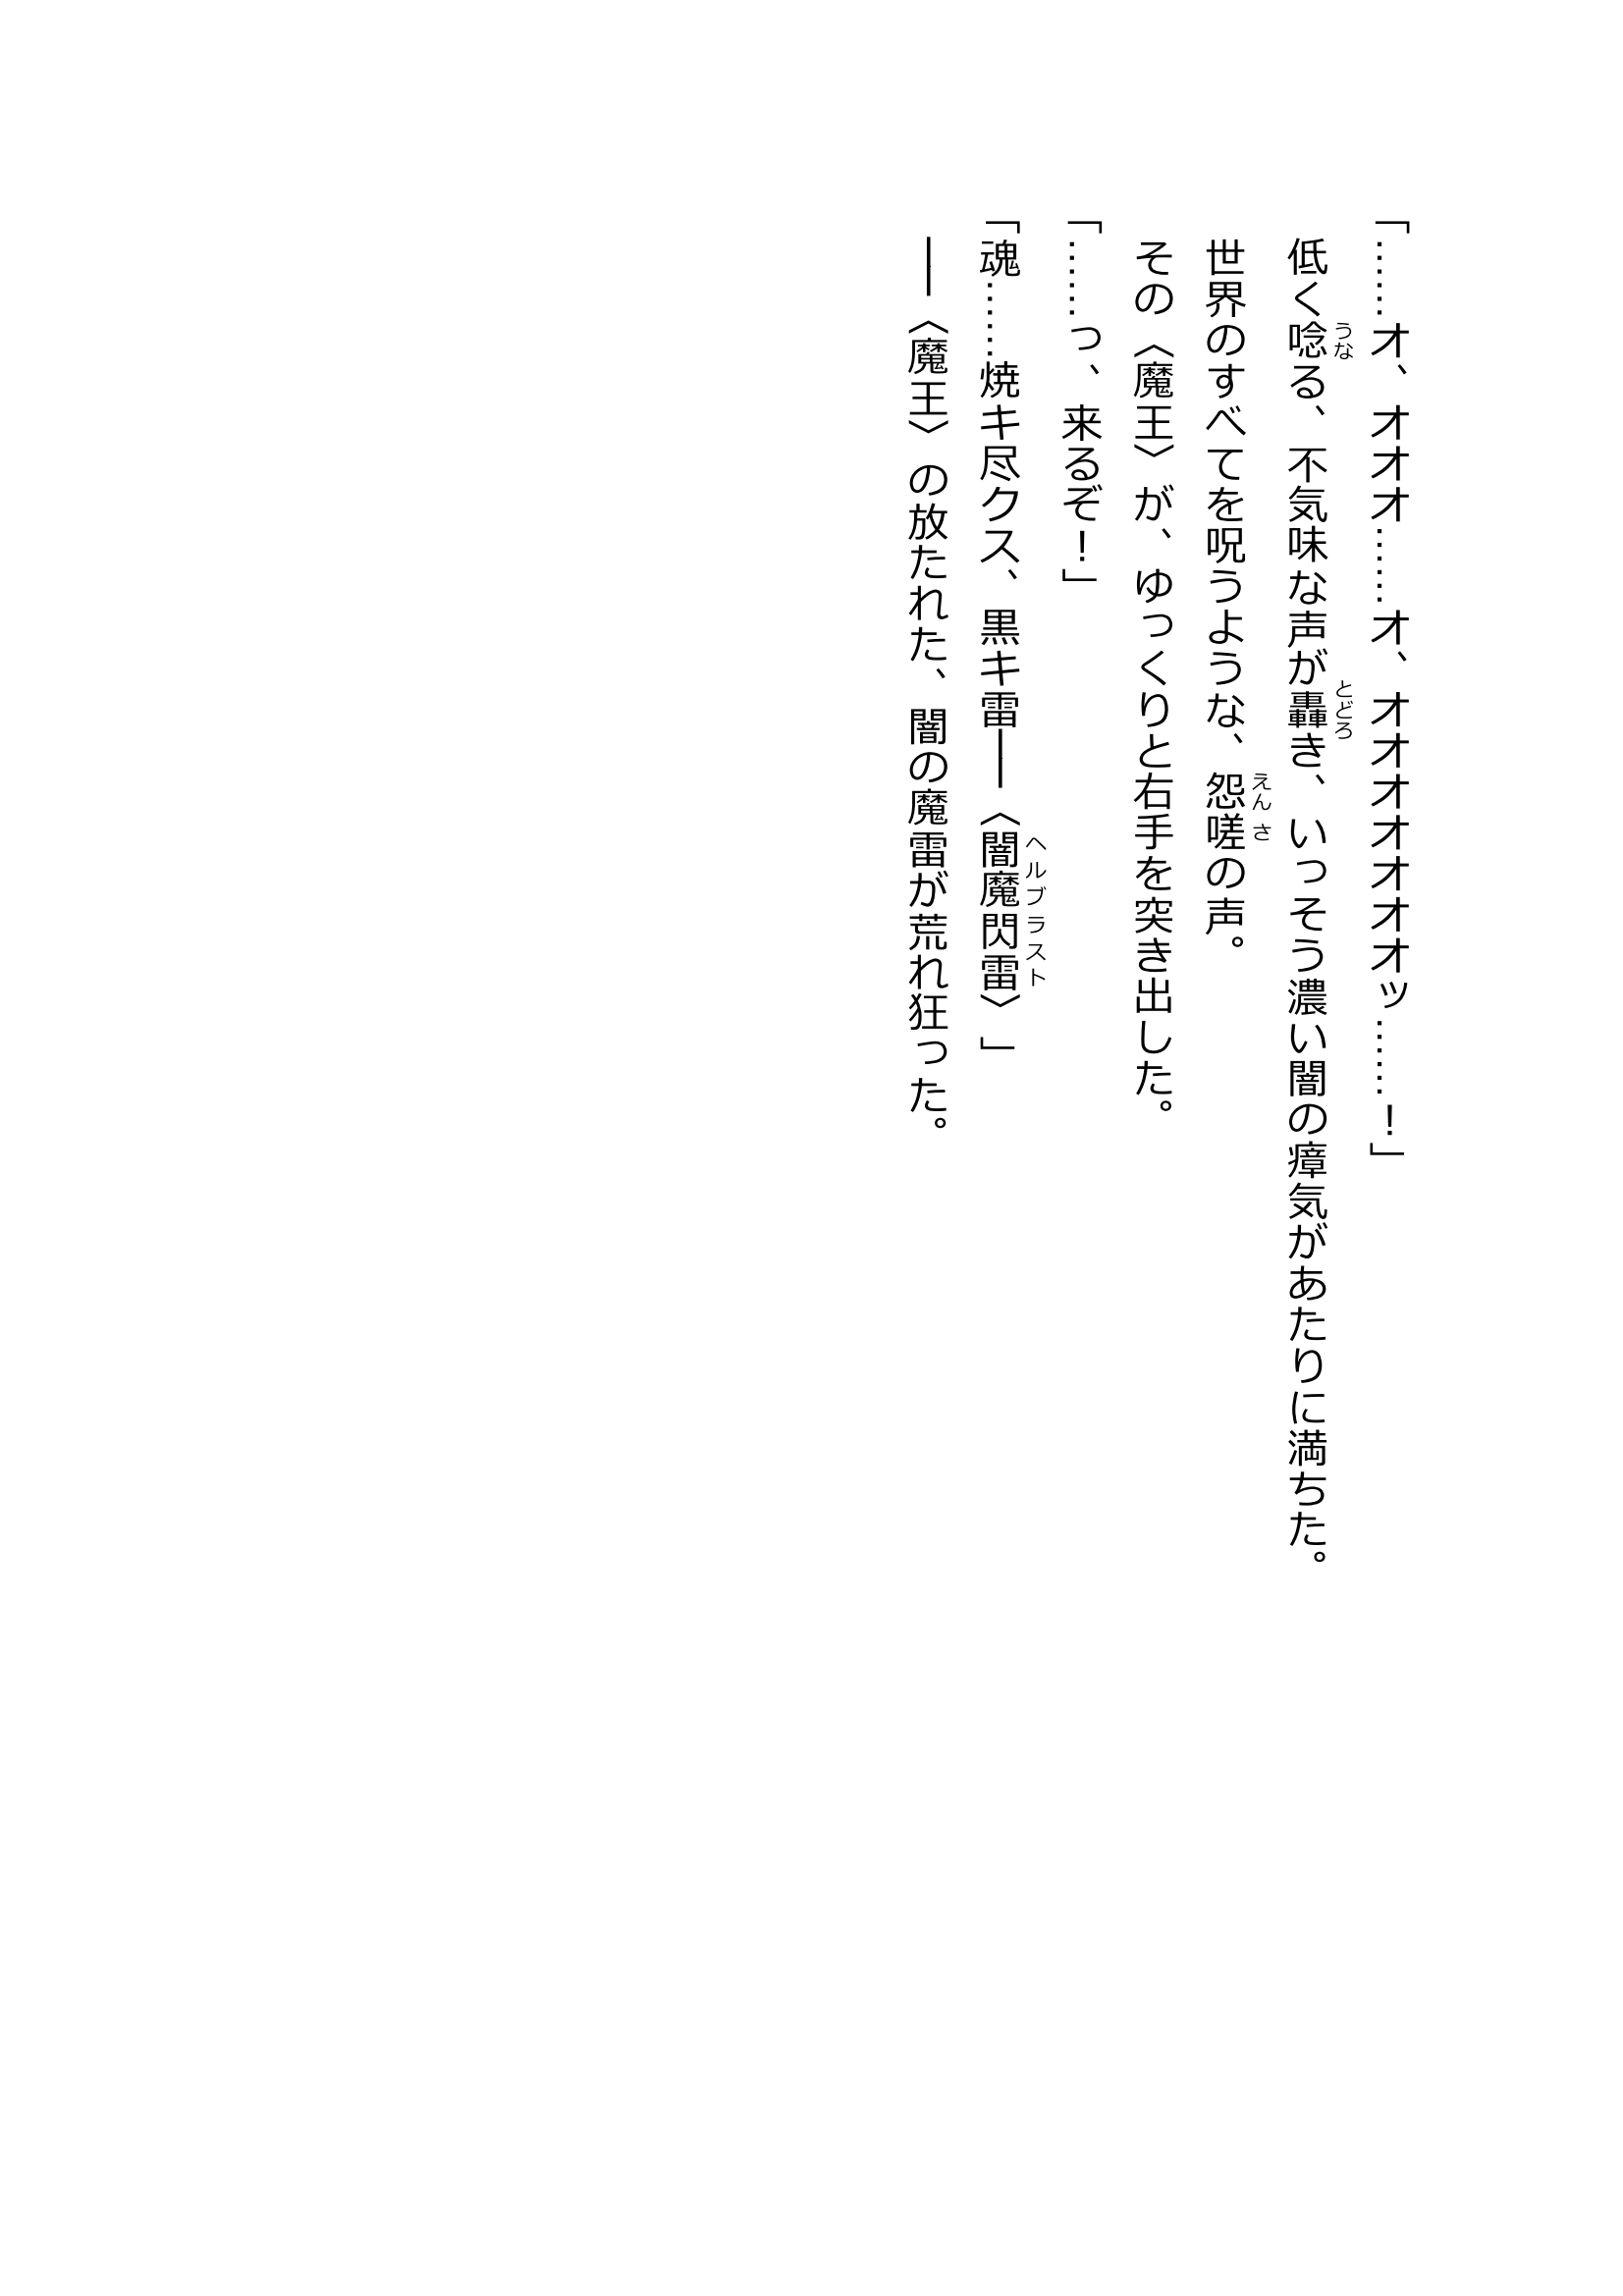 「……オ、オオオ……オ、オオオオオオオッ……！」
低く唸る、不気味な声が轟き、いっそう濃い闇の瘴気があたりに満ちた。
世界のすべてを呪うような、怨嗟の声。
その〈魔王〉が、ゆっくりと右手を突き出した。
「……っ、来るぞ！」
「魂……焼キ尽クス、黒キ雷――〈闇魔閃雷〉」
――〈魔王〉の放たれた、闇の魔雷が荒れ狂った。